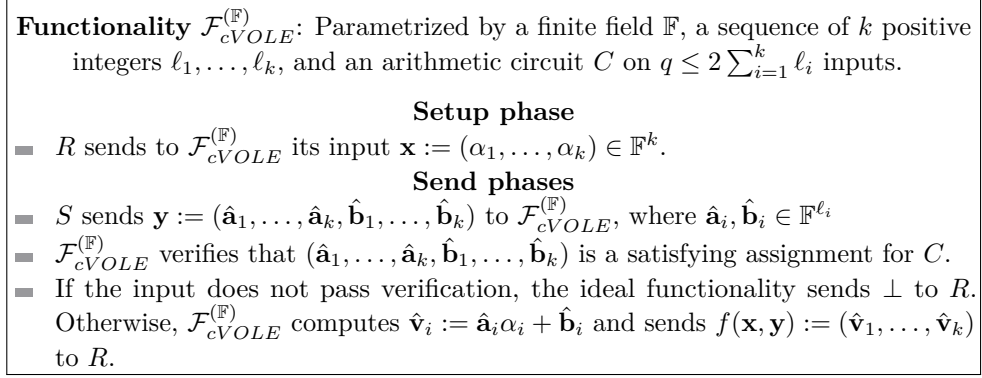 Functionality $\mathcal{F}_{cVOLE}^{(\mathbb{F})}$: Parametrized by a finite field $\mathbb{F}$, a sequence of $k$ positive
integers $\ell_1, \ldots, \ell_k$, and an arithmetic circuit $C$ on $q \leq 2 \sum_{i=1}^{k} \ell_i$ inputs.
Setup phase
$R$ sends to $\mathcal{F}_{cVOLE}^{(\mathbb{F})}$ its input $\mathbf{x} := (\alpha_1, \ldots, \alpha_k) \in \mathbb{F}^k$.
Send phases
$S$ sends $\mathbf{y} := (\hat{\mathbf{a}}_1, \ldots, \hat{\mathbf{a}}_k, \hat{\mathbf{b}}_1, \ldots, \hat{\mathbf{b}}_k)$ to $\mathcal{F}_{cVOLE}^{(\mathbb{F})}$, where $\hat{\mathbf{a}}_i, \hat{\mathbf{b}}_i \in \mathbb{F}^{\ell_i}$
$\mathcal{F}_{cVOLE}^{(\mathbb{F})}$ verifies that $(\hat{\mathbf{a}}_1, \ldots, \hat{\mathbf{a}}_k, \hat{\mathbf{b}}_1, \ldots, \hat{\mathbf{b}}_k)$ is a satisfying assignment for $C$.
If the input does not pass verification, the ideal functionality sends $\perp$ to $R$.
Otherwise, $\mathcal{F}_{cVOLE}^{(\mathbb{F})}$ computes $\hat{\mathbf{v}}_i := \hat{\mathbf{a}}_i \alpha_i + \hat{\mathbf{b}}_i$ and sends $f(\mathbf{x}, \mathbf{y}) := (\hat{\mathbf{v}}_1, \ldots, \hat{\mathbf{v}}_k)$
to $R$.